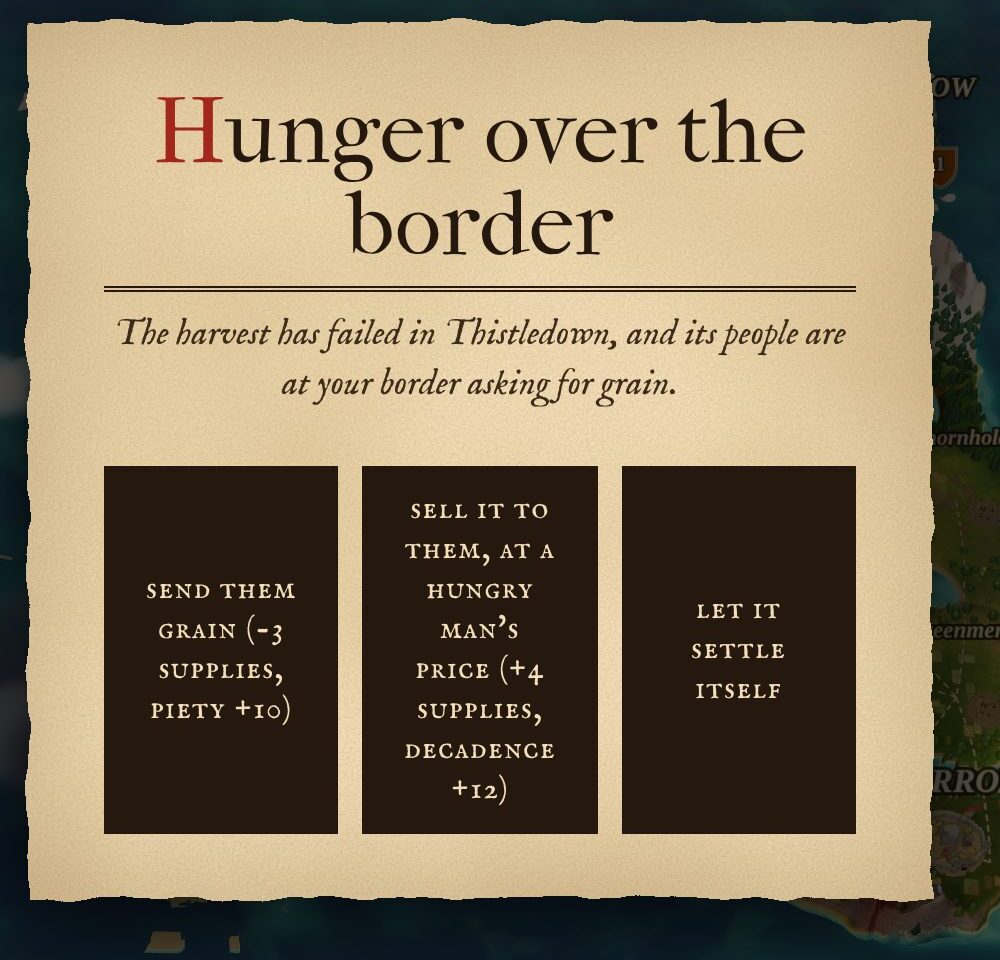 Hunger over the
border
The harvest has failed in Thistledown, and its people are
at your border asking for grain.
SEND THEM
GRAIN (-3
SUPPLIES,
PIETY +10)
SELL IT TO
THEM, AT A
HUNGRY
MAN'S
PRICE (+4
SUPPLIES,
DECADENCE
+12)
LET IT
SETTLE
ITSELF